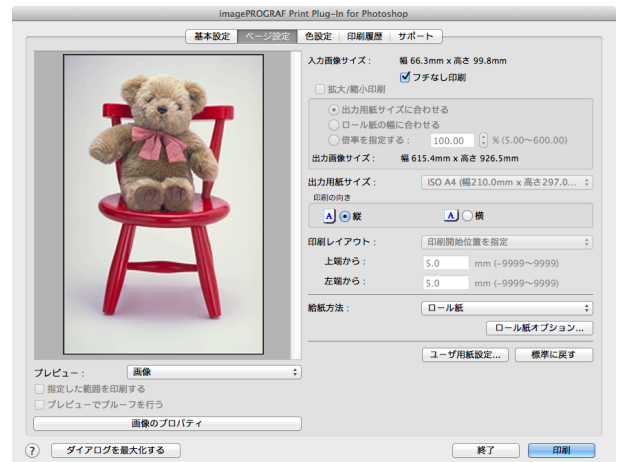 imagePROGRAF Print Plug-In for Photoshop
基本設定 ページ設定 色設定 印刷履歴 サポート
入力画像サイズ： 幅 66.3mm x 高さ 99.8mm
フチなし印刷
拡大/縮小印刷
出力用紙サイズに合わせる
ロール紙の幅に合わせる
倍率を指定する： 100.00 % (5.00～600.00)
出力画像サイズ： 幅 615.4mm x 高さ 926.5mm
出力用紙サイズ： ISO A4 (幅210.0mm x 高さ297.0...
印刷の向き
A 縦 A 横
印刷レイアウト： 印刷開始位置を指定
上端から： 5.0 mm (-9999～9999)
左端から： 5.0 mm (-9999～9999)
給紙方法： ロール紙
ロール紙オプション...
ユーザ用紙設定... 標準に戻す
プレビュー： 画像
指定した範囲を印刷する
プレビューでプルーフを行う
画像のプロパティ
? ダイアログを最大化する 終了 印刷